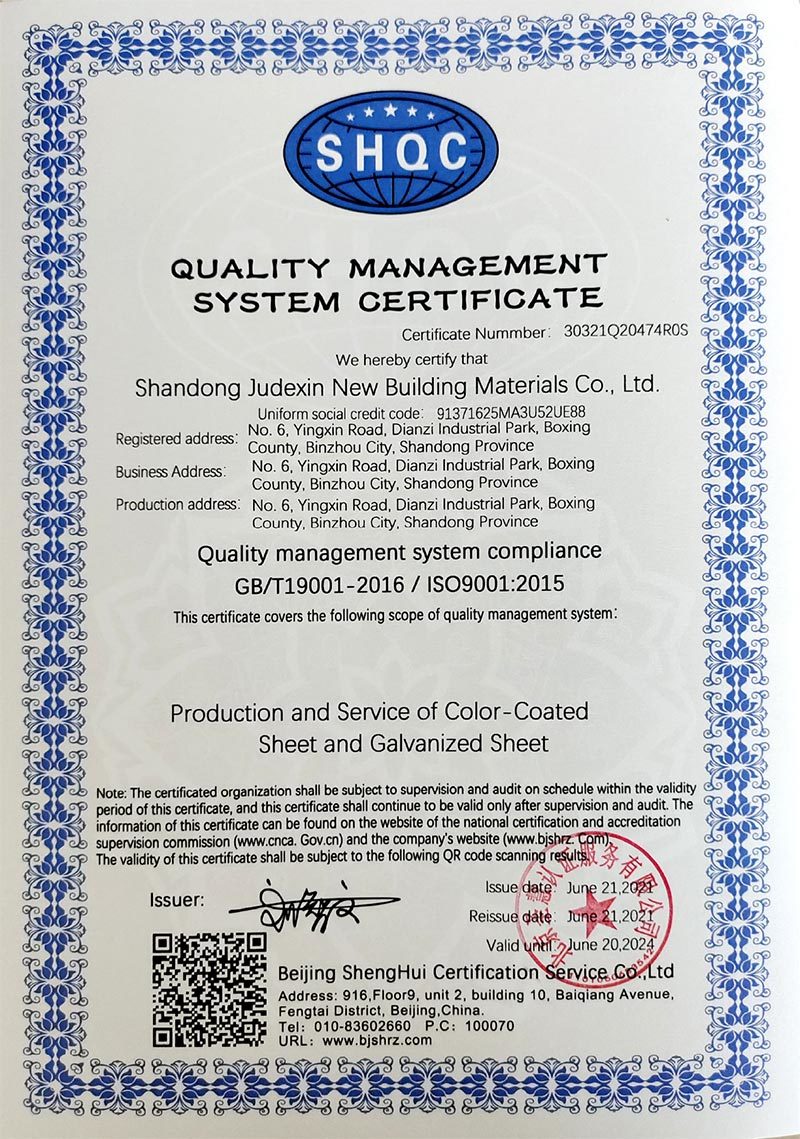 SHQC
QUALITY MANAGEMENT
SYSTEM CERTIFICATE
Certificate Nummber: 30321Q20474R0S
We hereby certify that
Shandong Judexin New Building Materials Co., Ltd.
Uniform social credit code: 91371625MA3U52UE88
Registered address: No. 6, Yingxin Road, Dianzi Industrial Park, Boxing
County, Binzhou City, Shandong Province
Business Address: No. 6, Yingxin Road, Dianzi Industrial Park, Boxing
County, Binzhou City, Shandong Province
Production address: No. 6, Yingxin Road, Dianzi Industrial Park, Boxing
County, Binzhou City, Shandong Province
Quality management system compliance
GB/T19001-2016 / ISO9001:2015
This certificate covers the following scope of quality management system:
Production and Service of Color-Coated
Sheet and Galvanized Sheet
Note: The certificated organization shall be subject to supervision and audit on schedule within the validity
period of this certificate, and this certificate shall continue to be valid only after supervision and audit. The
information of this certificate can be found on the website of the national certification and accreditation
supervision commission (www.cnca. Gov.cn) and the company's website (www.bjshrz. Com).
The validity of this certificate shall be subject to the following QR code scanning results.
Issuer:
Issue date: June 21,2021
Reissue date: June 21,2021
Valid until: June 20,2024
认证服务有限公司
Beijing ShengHui Certification Service Co.,Ltd
Address: 916,Floor9, unit 2, building 10, Baiqiang Avenue,
Fengtai District, Beijing,China.
Tel: 010-83602660 P.C: 100070
URL: www.bjshrz.com